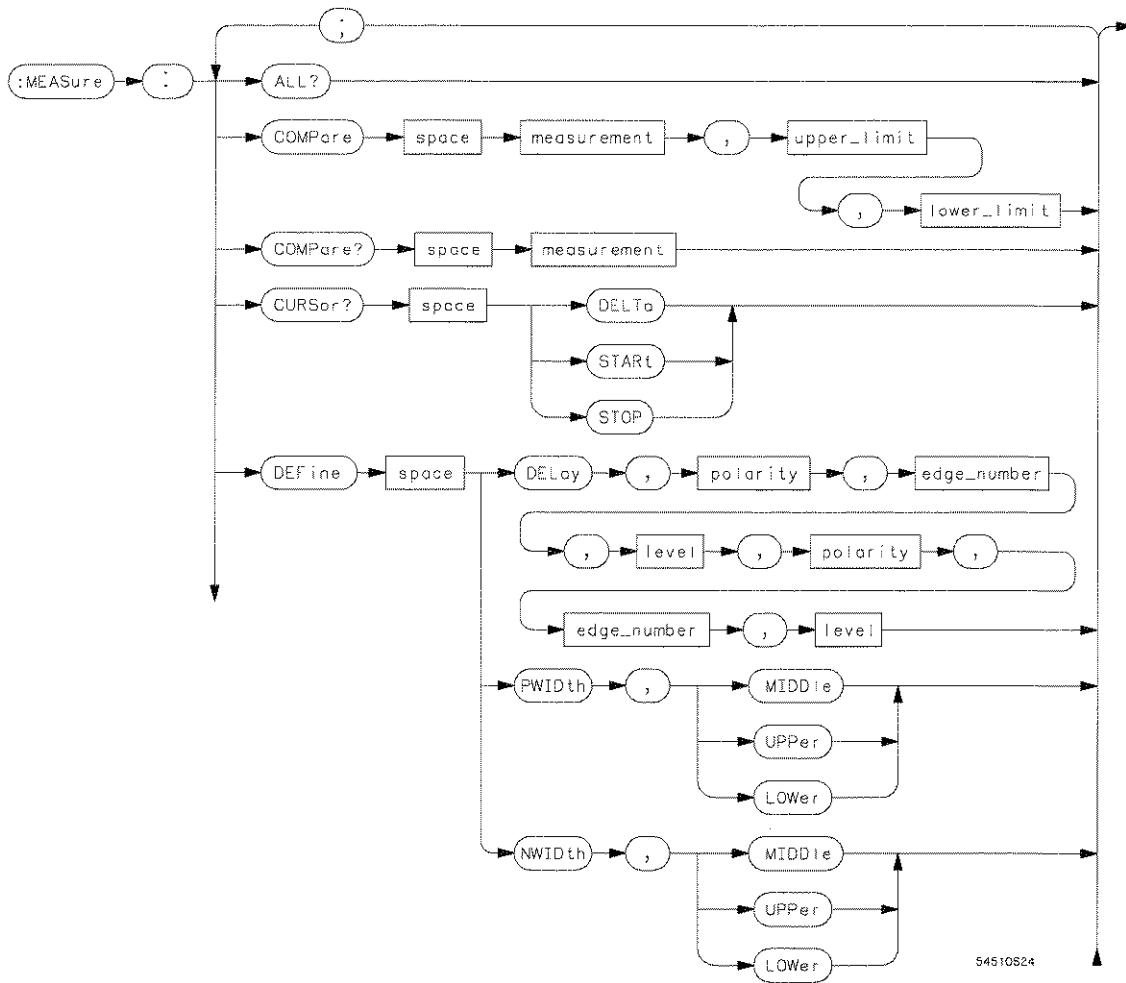 ;
:MEASure : ALL?
COMPare space measurement , upper_limit
, lower_limit
COMPare? space measurement
CURSor? space DELTa
STARt
STOP
DEFine space DELay , polarity , edge_number
, level , polarity ,
edge_number , level
PWIDth , MIDDle
UPPer
LOWer
NWIDth , MIDDle
UPPer
LOWer
54510S24